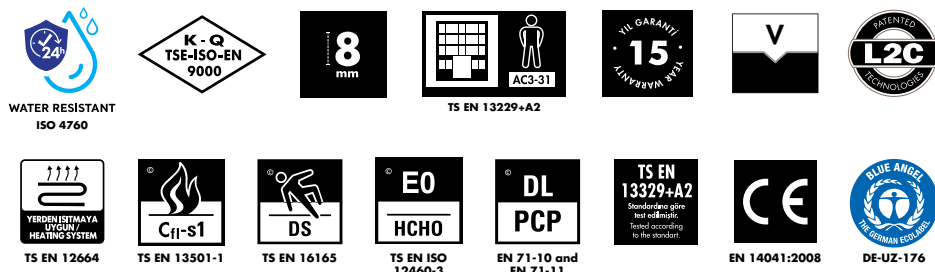 24h
WATER RESISTANT
ISO 4760
K - Q
TSE-ISO-EN
9000
8
mm
AC3-31
TS EN 13229+A2
YIL GARANTİ
15
YEAR WARRANTY
V
PATENTED
L2C
TECHNOLOGIES
YERDEN ISITMAYA
UYGUN /
HEATING SYSTEM
TS EN 12664
©
Cfl-s1
TS EN 13501-1
©
DS
TS EN 16165
©
E0
HCHO
TS EN ISO
12460-3
©
DL
PCP
EN 71-10 and
EN 71-11
TS EN
13329+A2
Standardına göre
test edilmiştir.
Tested according
to the standart.
CE
EN 14041:2008
BLUE ANGEL
THE GERMAN ECOLABEL
DE-UZ-176